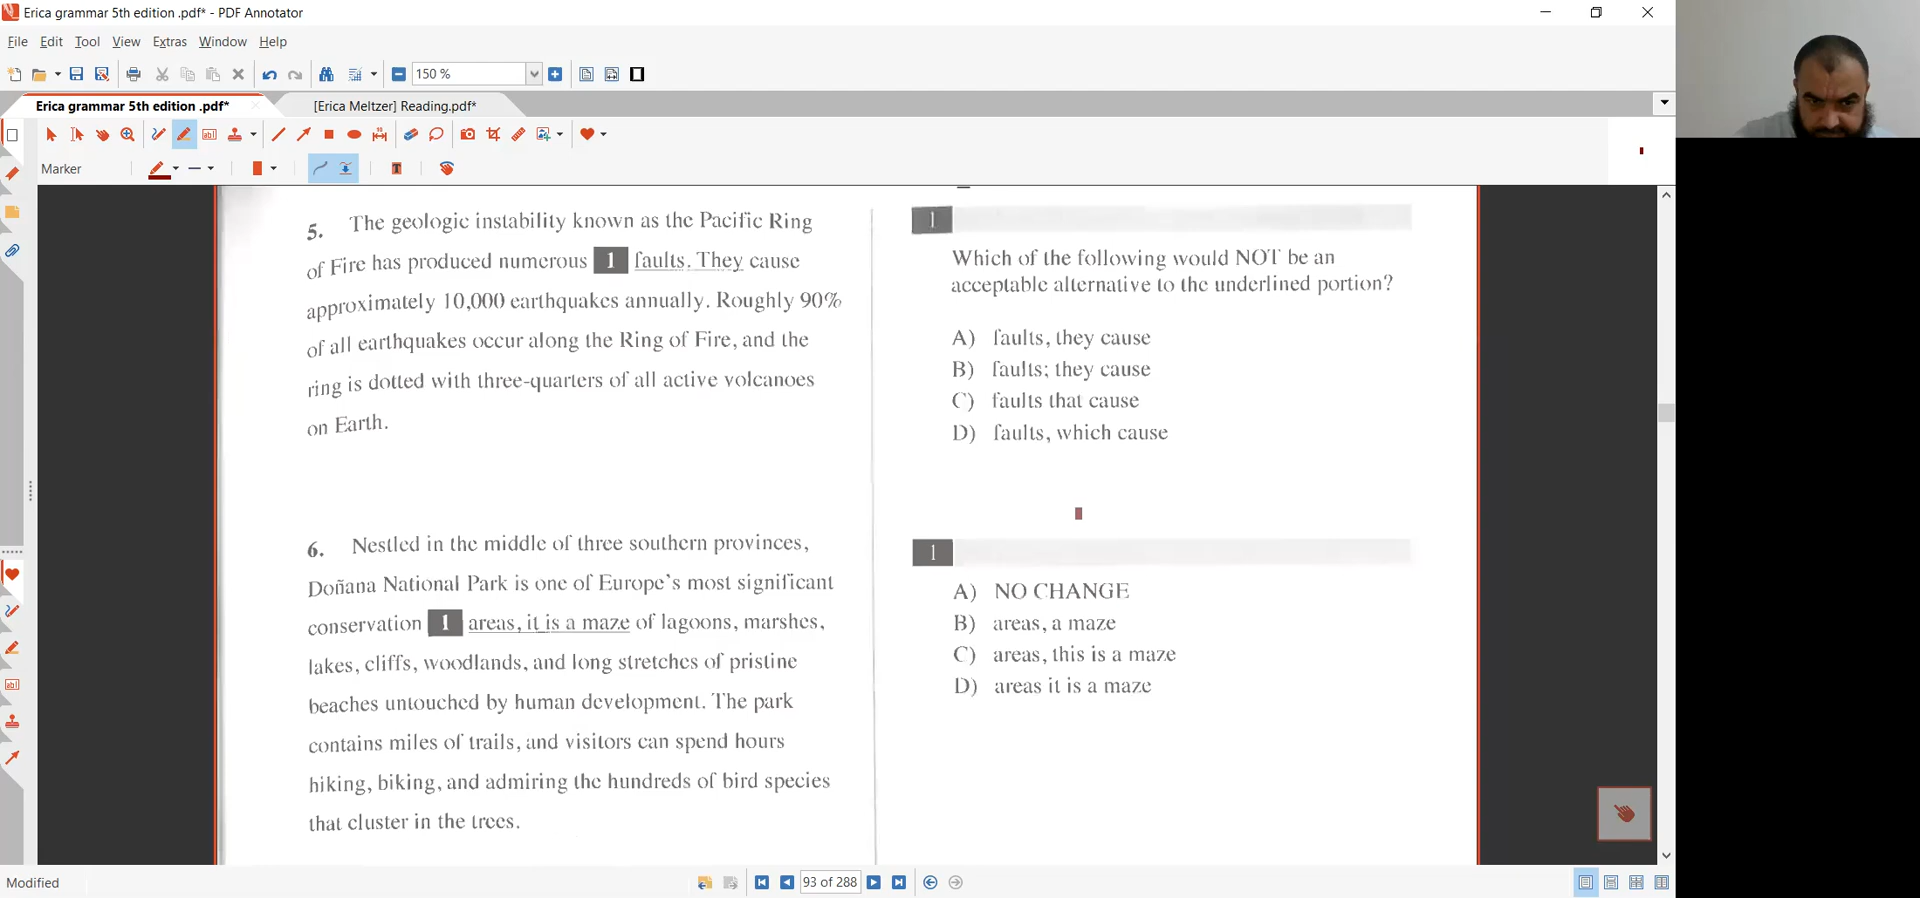 Erica grammar 5th edition .pdf* - PDF Annotator
File Edit Tool View Extras Window Help
150 %
Erica grammar 5th edition .pdf*
[Erica Meltzer] Reading.pdf*
Marker
5. The geologic instability known as the Pacific Ring
of Fire has produced numerous 1 faults. They cause
approximately 10,000 earthquakes annually. Roughly 90%
of all earthquakes occur along the Ring of Fire, and the
ring is dotted with three-quarters of all active volcanoes
on Earth.
1
Which of the following would NOT be an
acceptable alternative to the underlined portion?
A) faults, they cause
B) faults; they cause
C) faults that cause
D) faults, which cause
6. Nestled in the middle of three southern provinces,
Doñana National Park is one of Europe's most significant
conservation 1 areas, it is a maze of lagoons, marshes,
lakes, cliffs, woodlands, and long stretches of pristine
beaches untouched by human development. The park
contains miles of trails, and visitors can spend hours
hiking, biking, and admiring the hundreds of bird species
that cluster in the trees.
1
A) NO CHANGE
B) areas, a maze
C) areas, this is a maze
D) areas it is a maze
Modified
93 of 288